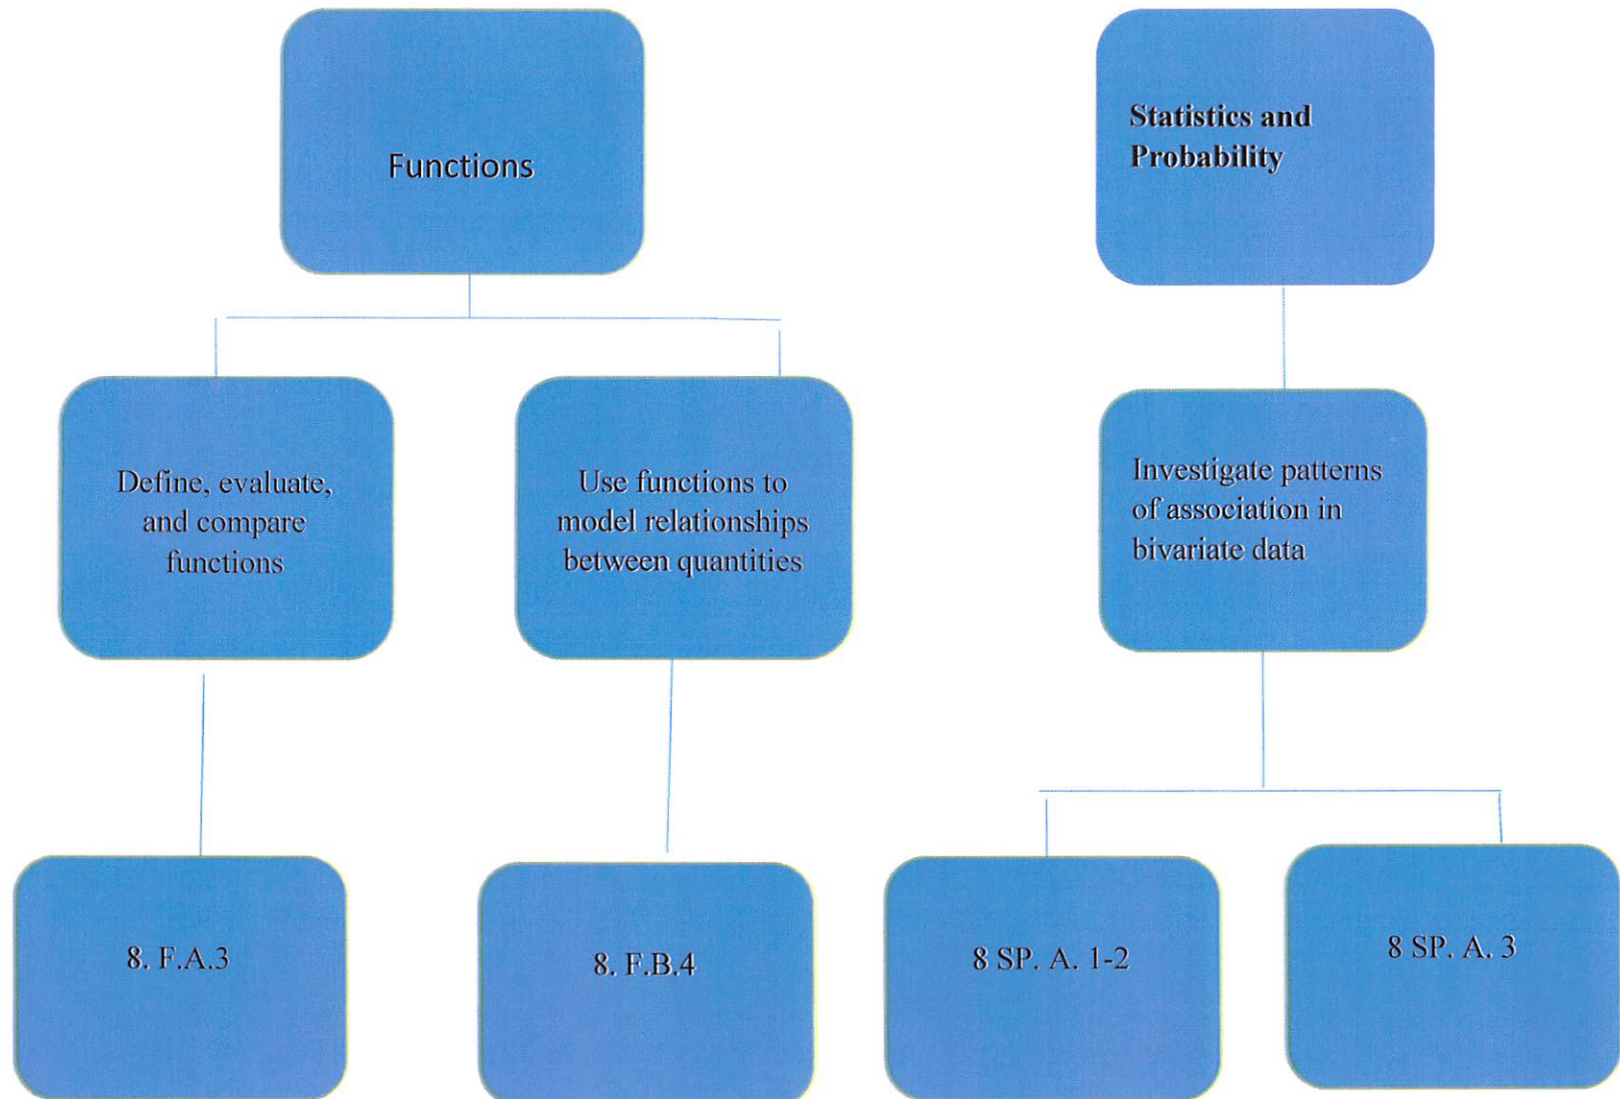 Functions
Statistics and
Probability
Define, evaluate,
and compare
functions
Use functions to
model relationships
between quantities
Investigate patterns
of association in
bivariate data
8. F.A.3
8. F.B.4
8 SP. A. 1-2
8 SP. A. 3